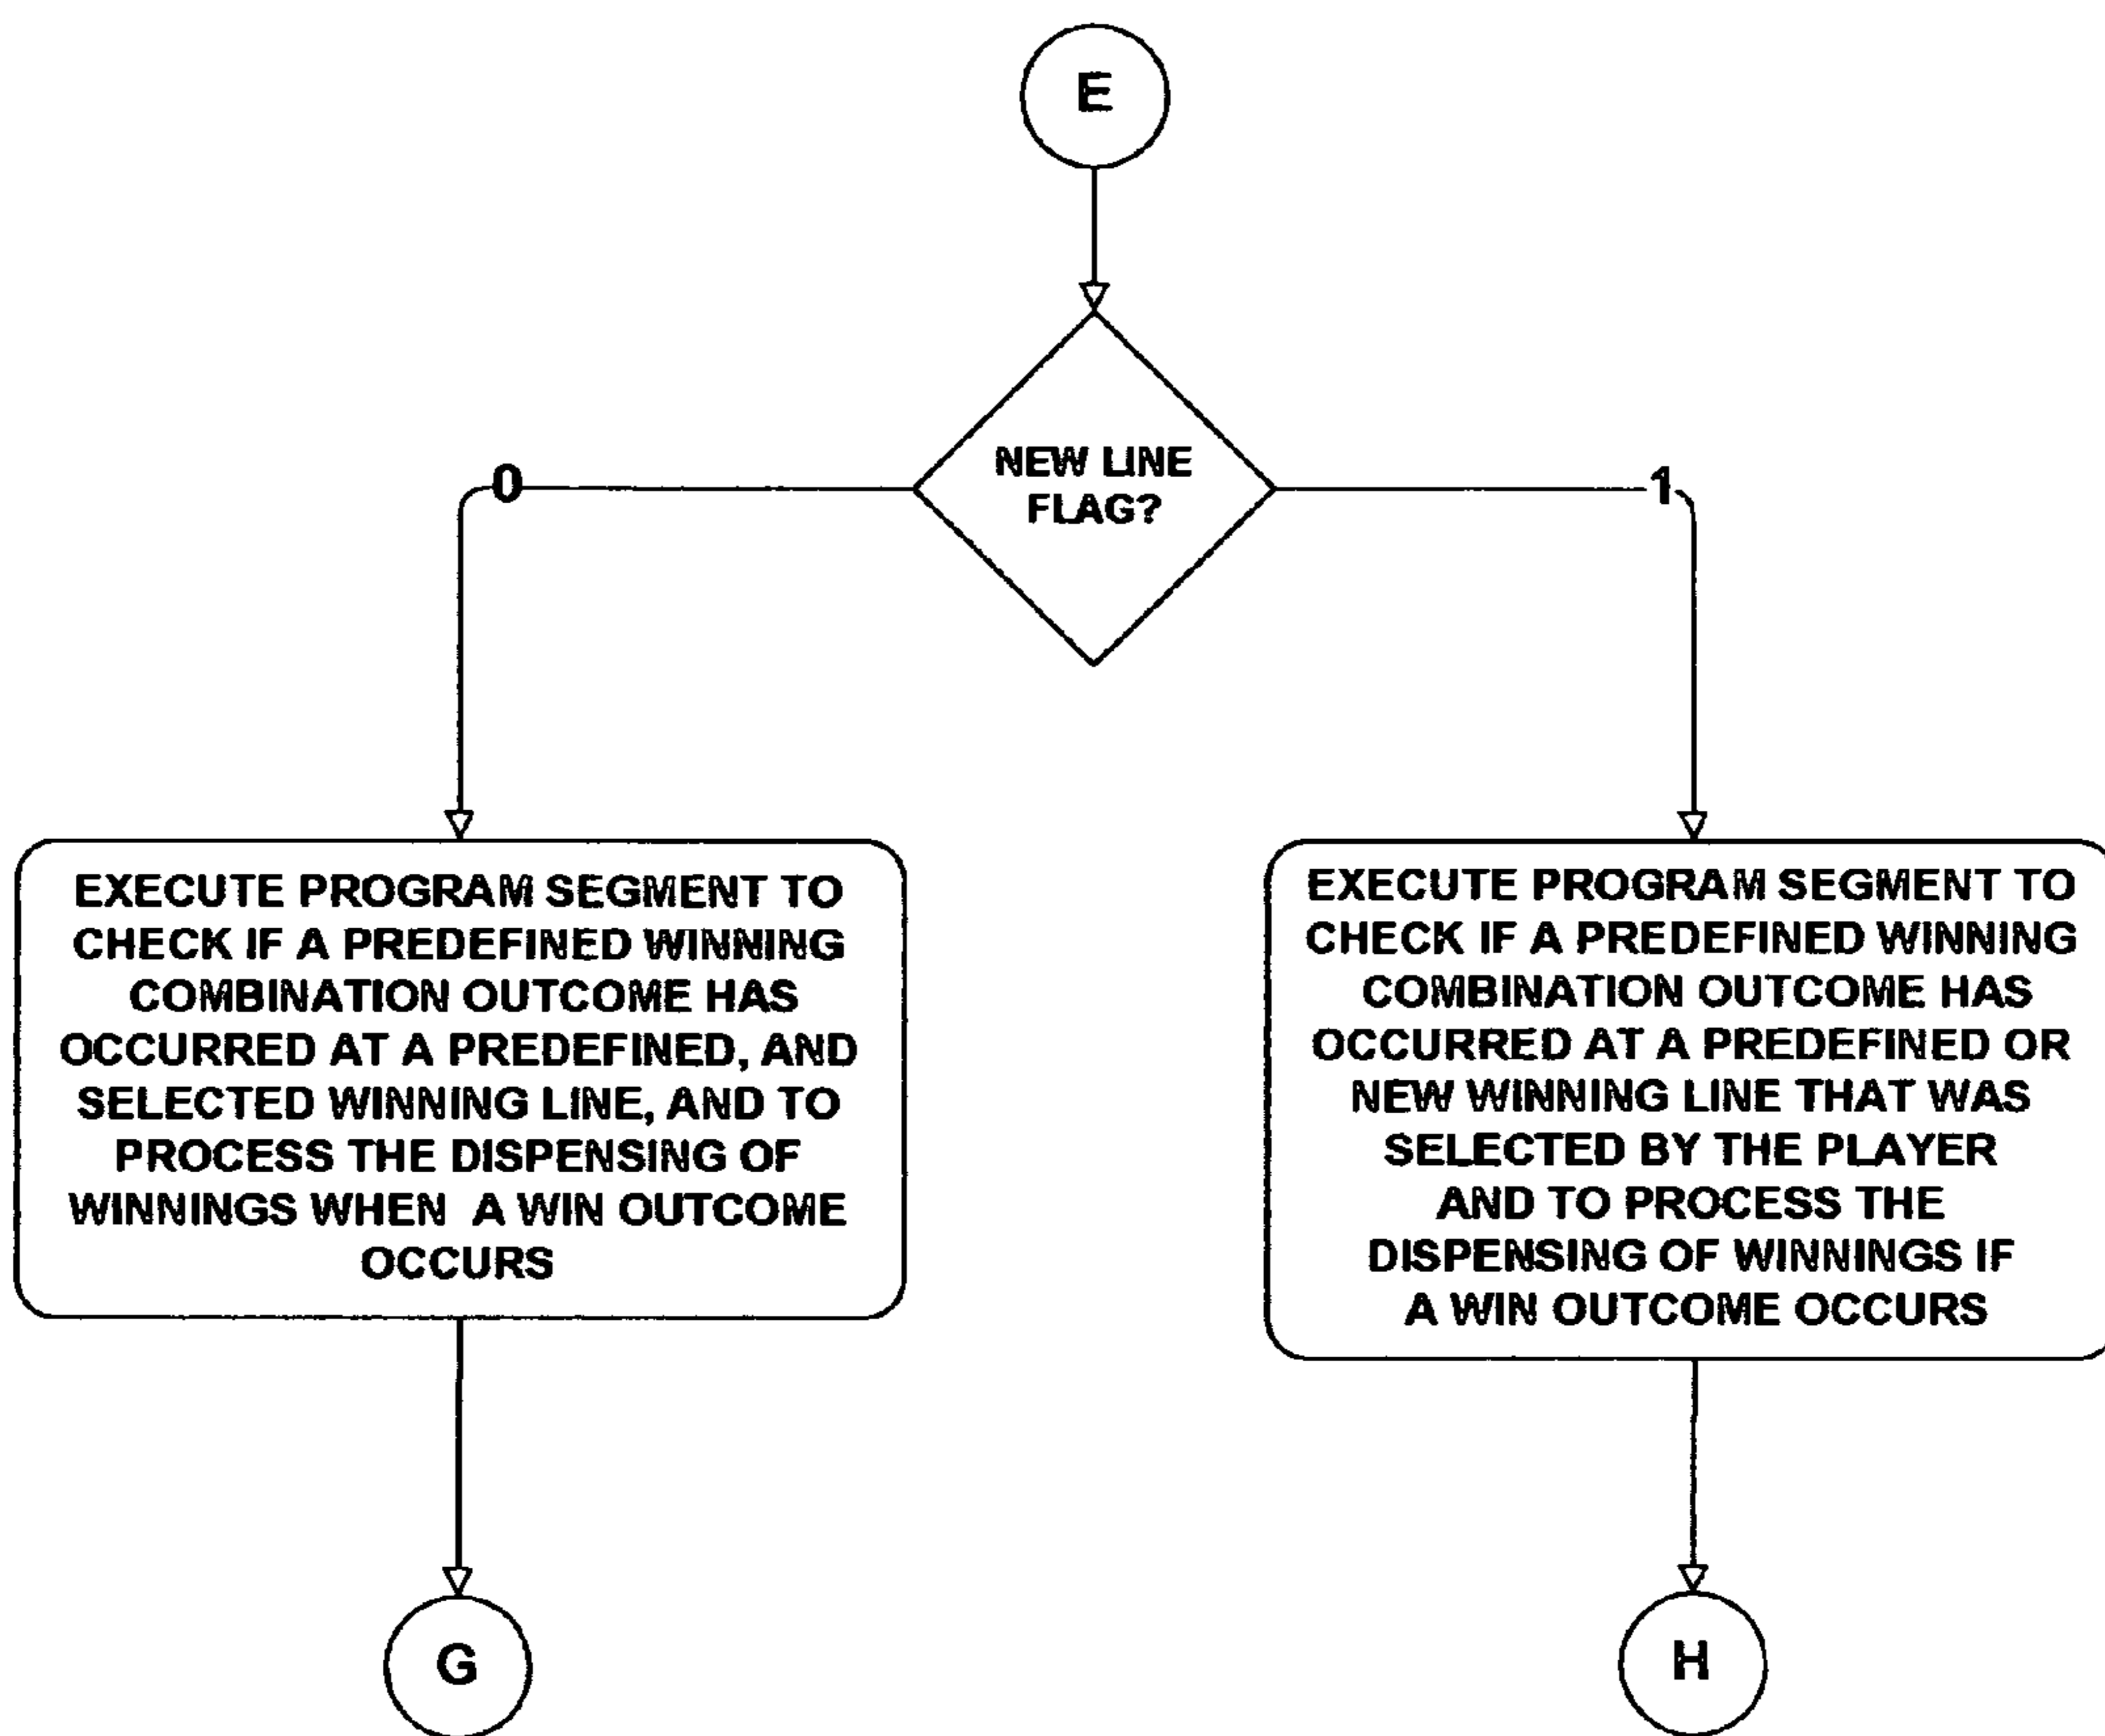 E
NEW LINE
FLAG?
0
1
EXECUTE PROGRAM SEGMENT TO
CHECK IF A PREDEFINED WINNING
COMBINATION OUTCOME HAS
OCCURRED AT A PREDEFINED, AND
SELECTED WINNING LINE, AND TO
PROCESS THE DISPENSING OF
WINNINGS WHEN A WIN OUTCOME
OCCURS
EXECUTE PROGRAM SEGMENT TO
CHECK IF A PREDEFINED WINNING
COMBINATION OUTCOME HAS
OCCURRED AT A PREDEFINED OR
NEW WINNING LINE THAT WAS
SELECTED BY THE PLAYER
AND TO PROCESS THE
DISPENSING OF WINNINGS IF
A WIN OUTCOME OCCURS
G
H